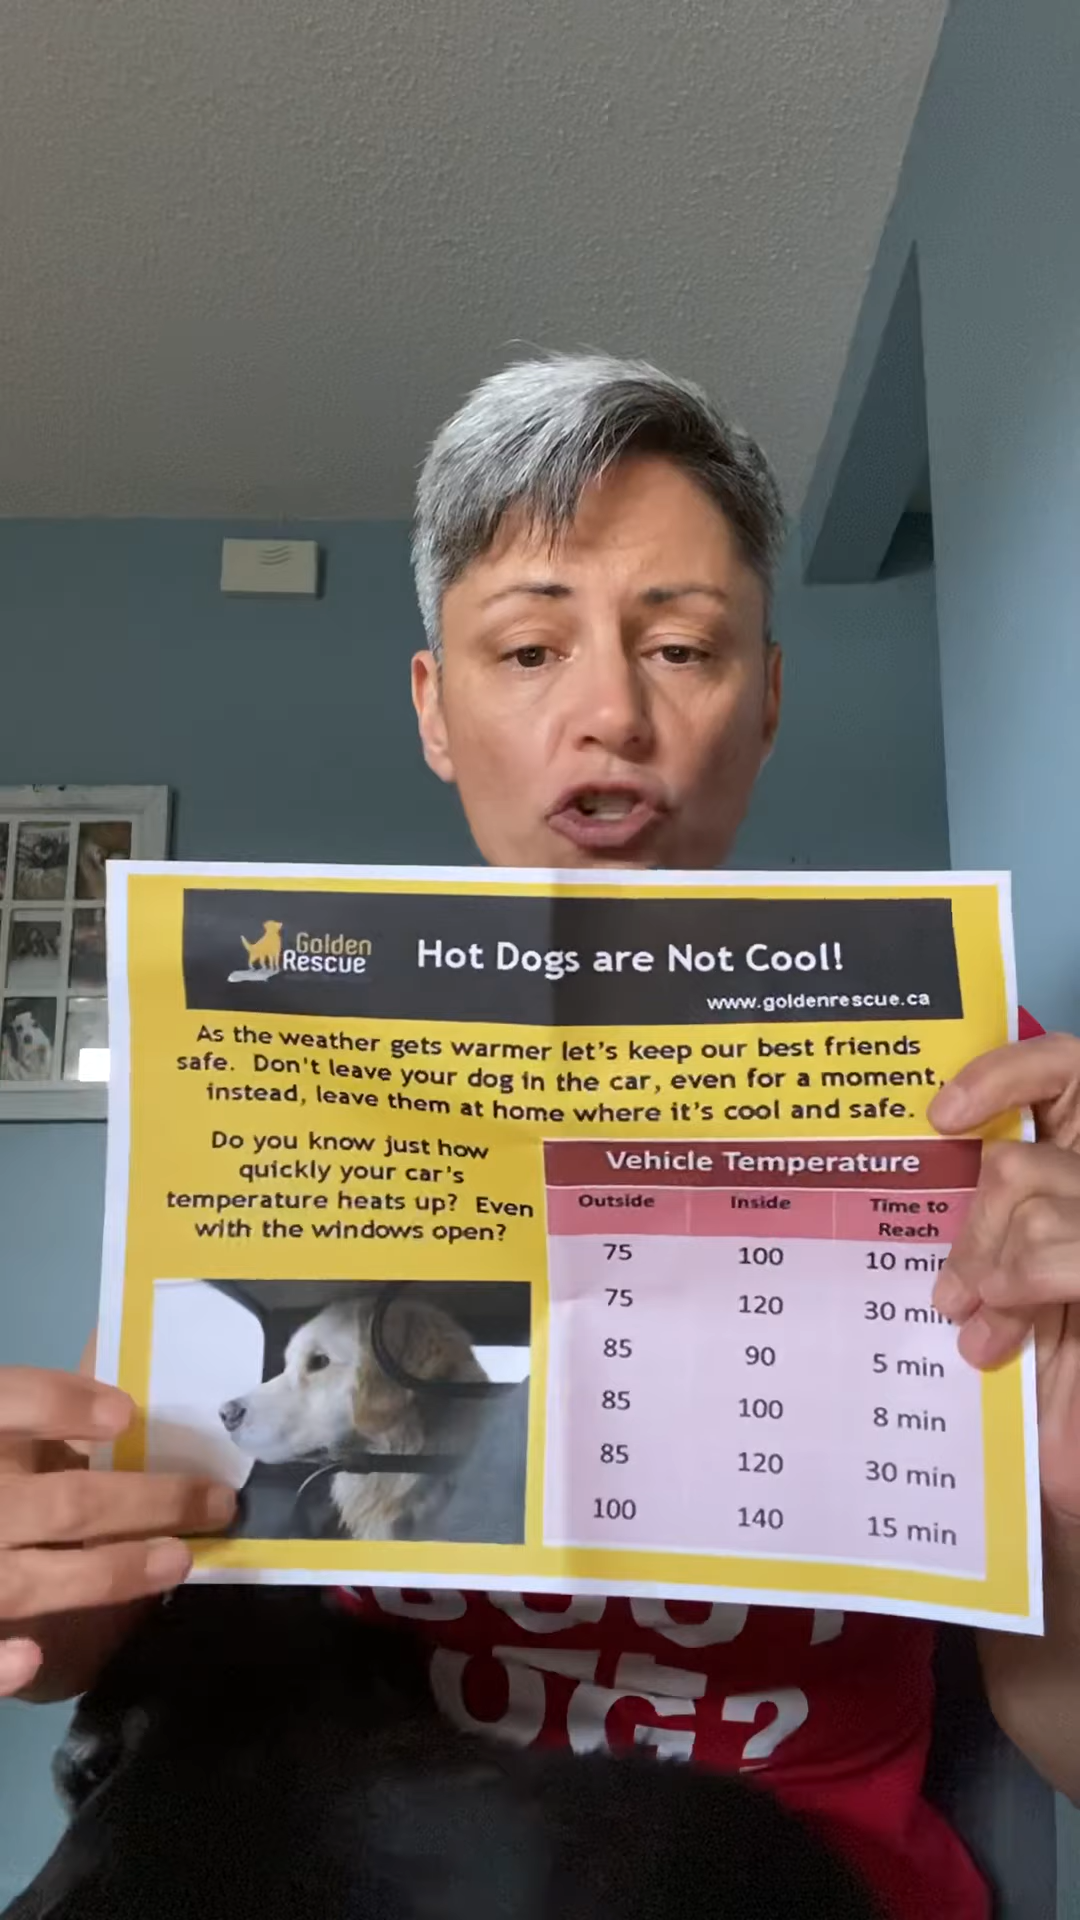 Golden
Rescue
Hot Dogs are Not Cool!
www.goldenrescue.ca
As the weather gets warmer let's keep our best friends
safe. Don't leave your dog in the car, even for a moment,
instead, leave them at home where it's cool and safe.
Do you know just how
quickly your car's
temperature heats up? Even
with the windows open?
Vehicle Temperature
Outside Inside Time to
Reach
75 100 10 min
75 120 30 min
85 90 5 min
85 100 8 min
85 120 30 min
100 140 15 min